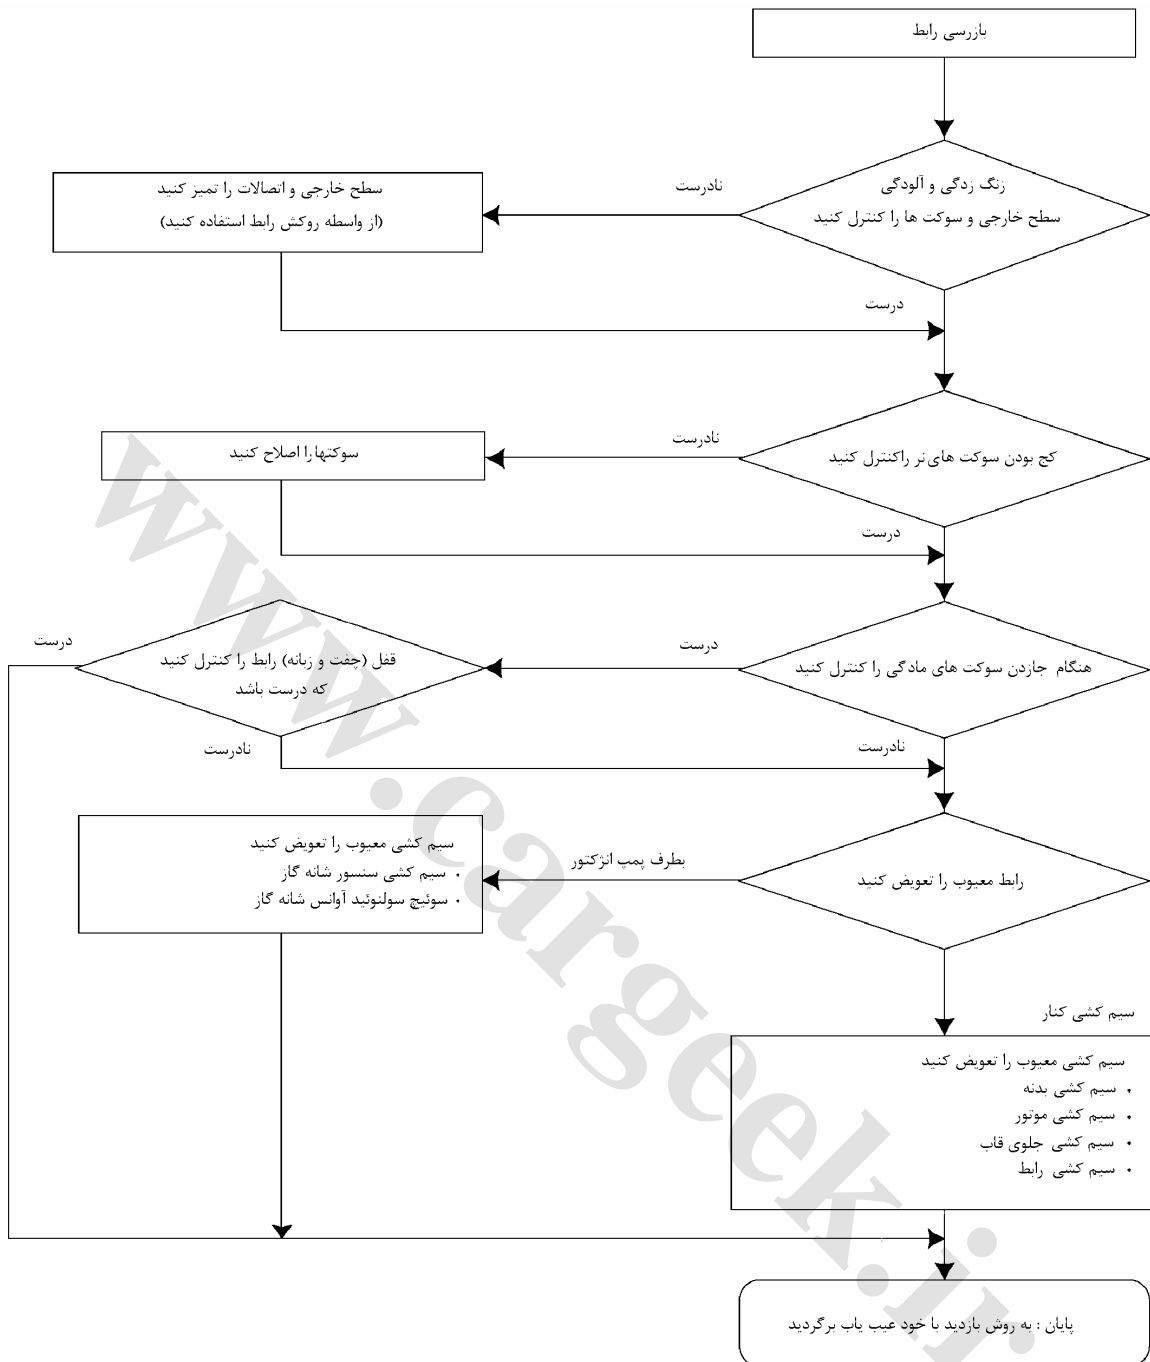 بازرسی رابط
زنگ زدگی و آلودگی
سطح خارجی و سوکت ها را کنترل کنید
نادرست
سطح خارجی و اتصالات را تمیز کنید
(از واسطه روکش رابط استفاده کنید)
درست
کج بودن سوکت های نر راکنترل کنید
نادرست
سوکتهارا اصلاح کنید
درست
هنگام جازدن سوکت های مادگی را کنترل کنید
درست
قفل (چفت و زبانه) رابط را کنترل کنید
که درست باشد
درست
نادرست
نادرست
رابط معیوب را تعویض کنید
بطرف پمپ انژکتور
سیم کشی معیوب را تعویض کنید
• سیم کشی سنسور شانه گاز
• سوئیچ سولنوئید آوانس شانه گاز
سیم کشی کنار
سیم کشی معیوب را تعویض کنید
• سیم کشی بدنه
• سیم کشی موتور
• سیم کشی جلوی قاب
• سیم کشی رابط
پایان : به روش بازدید با خود عیب یاب برگردید
www.cargeek.ir